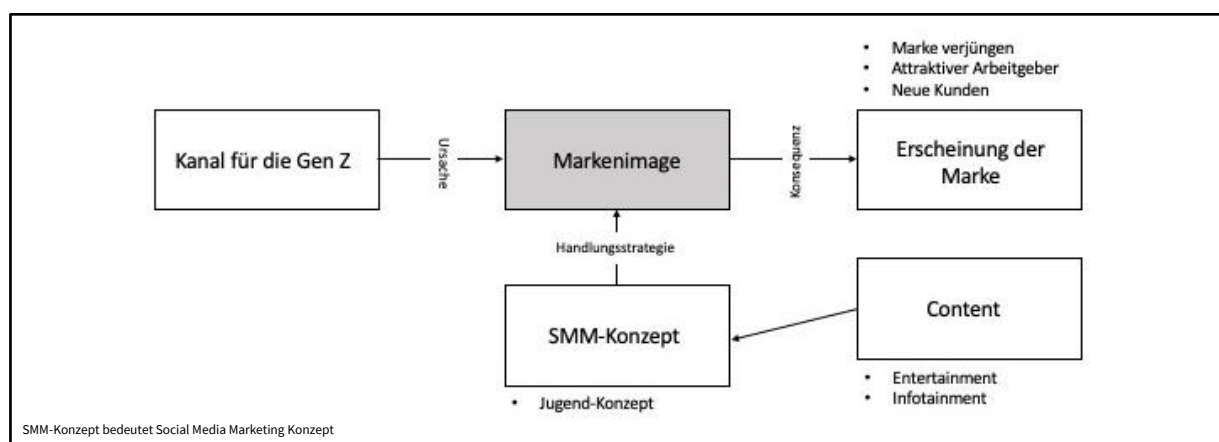 • Marke verjüngen
• Attraktiver Arbeitgeber
• Neue Kunden
Kanal für die Gen Z
Ursache
Markenimage
Konsequenz
Erscheinung der
Marke
Handlungsstrategie
SMM-Konzept
• Jugend-Konzept
Content
• Entertainment
• Infotainment
SMM-Konzept bedeutet Social Media Marketing Konzept